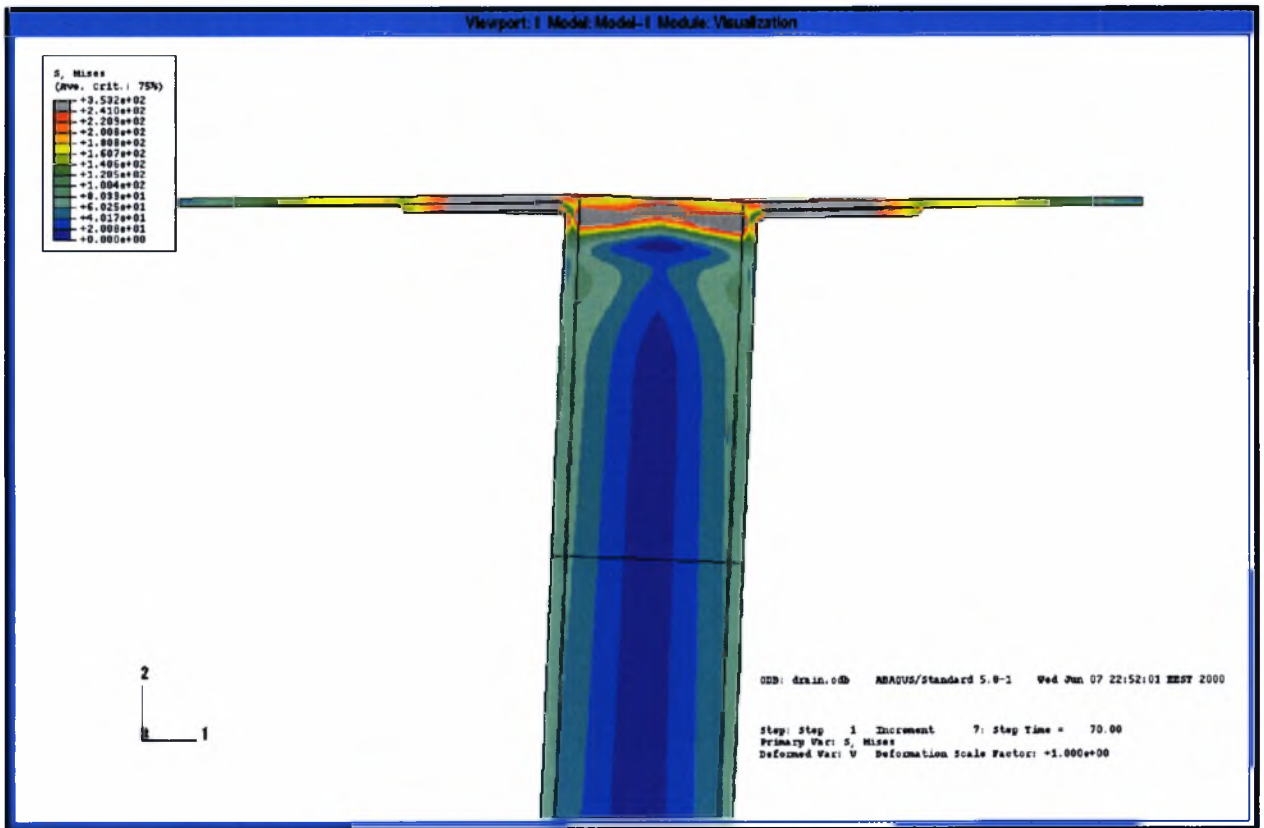 Viewport: 1 Model: Model-1 Module: Visualization
S, Mises
(Ave. Crit.: 75%)
+3.532e+02
+2.410e+02
+2.209e+02
+2.008e+02
+1.808e+02
+1.607e+02
+1.406e+02
+1.205e+02
+1.004e+02
+8.033e+01
+6.025e+01
+4.017e+01
+2.008e+01
+0.000e+00
2
1
ODB: drain.odb ABAQUS/Standard 5.8-1 Wed Jun 07 22:52:01 EEST 2000
Step: Step 1 Increment 7: Step Time = 70.00
Primary Var: S, Mises
Deformed Var: U Deformation Scale Factor: +1.000e+00